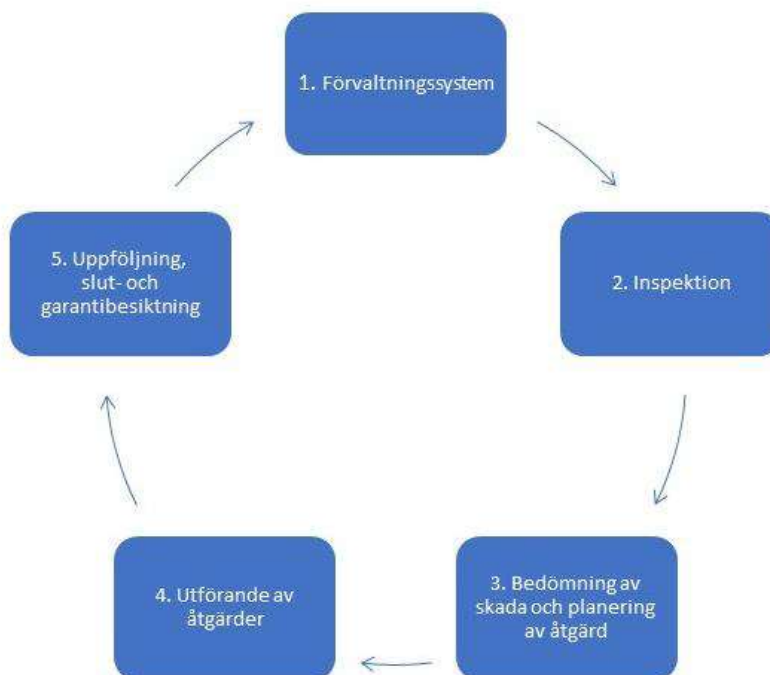 1. Förvaltningssystem
2. Inspektion
3. Bedömning av
skada och planering
av åtgärd
4. Utförande av
åtgärder
5. Uppföljning,
slut- och
garantibesiktning